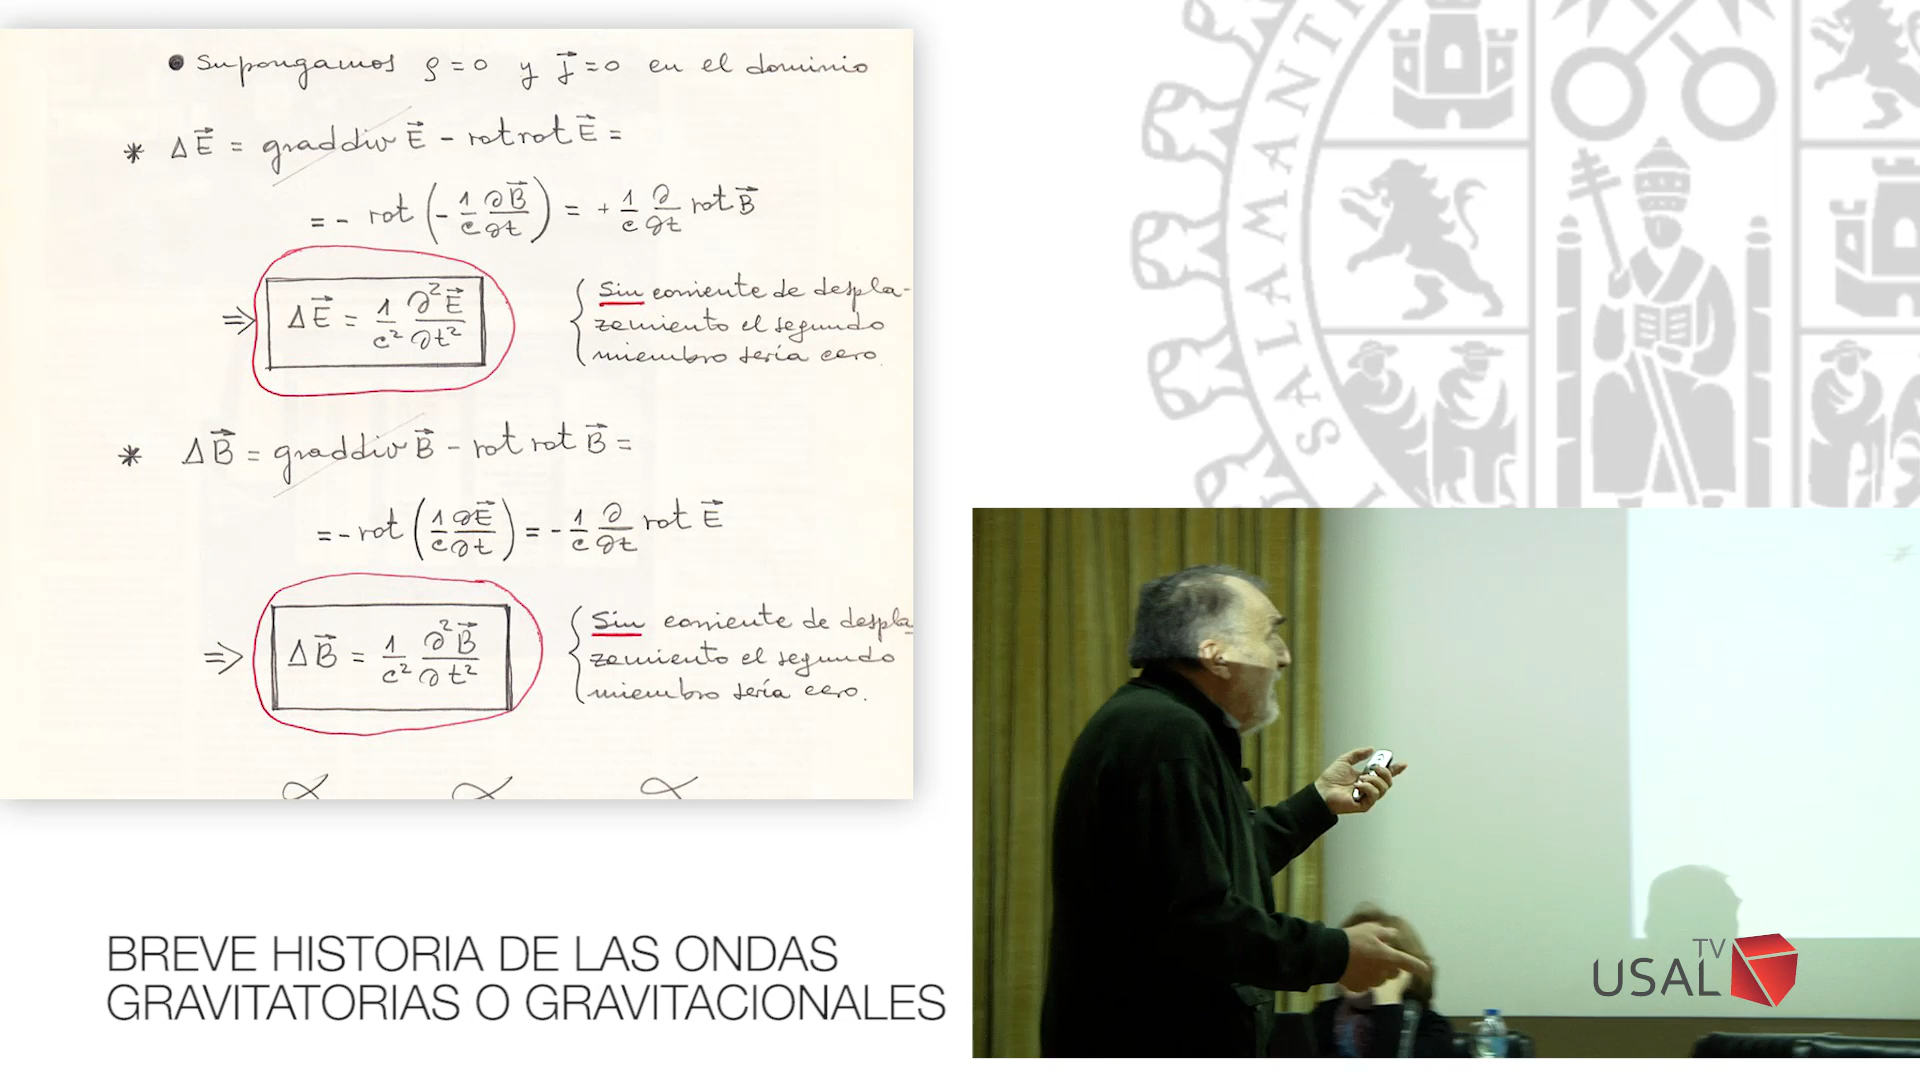 ● Supongamos ρ = 0 y j⃗ = 0 en el dominio
* ΔE⃗ = grad div E⃗ - rot rot E⃗ =
= - rot (- 1/c ∂B⃗/∂t) = + 1/c ∂/∂t rot B⃗
⇒ ΔE⃗ = 1/c² ∂²E⃗/∂t²
Sin corriente de despla-
zamiento el segundo
miembro sería cero.
* ΔB⃗ = grad div B⃗ - rot rot B⃗ =
= - rot (1/c ∂E⃗/∂t) = - 1/c ∂/∂t rot E⃗
⇒ ΔB⃗ = 1/c² ∂²B⃗/∂t²
Sin corriente de despla-
zamiento el segundo
miembro sería cero.
BREVE HISTORIA DE LAS ONDAS
GRAVITATORIAS O GRAVITACIONALES
SALAMANTI
TV
USAL